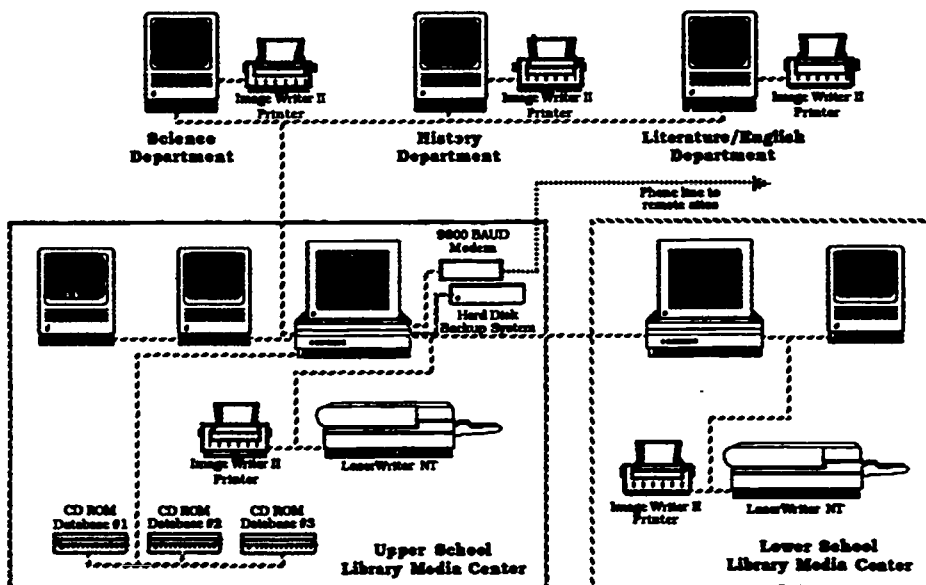 Image Writer II
Printer
Image Writer II
Printer
Image Writer II
Printer
Science
Department
History
Department
Literature/English
Department
Phone line to
remote sites
9600 BAUD
Modem
Hard Disk
Backup System
Image Writer II
Printer
LaserWriter NT
CD ROM
Database #1
CD ROM
Database #2
CD ROM
Database #3
Upper School
Library Media Center
Image Writer II
Printer
LaserWriter NT
Lower School
Library Media Center